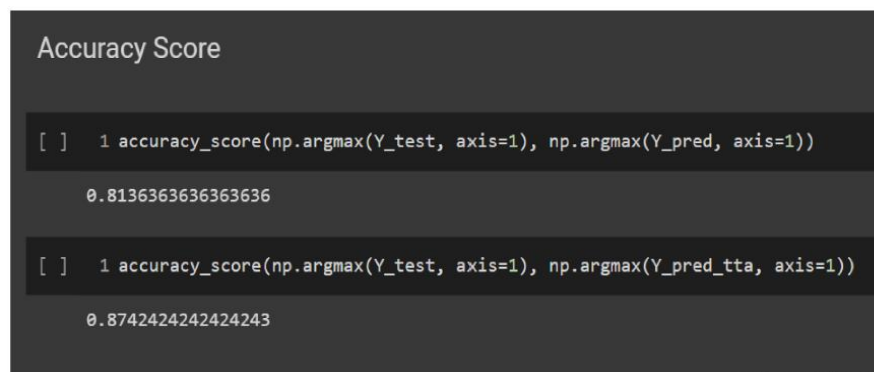 Accuracy Score
[ ] 1 accuracy_score(np.argmax(Y_test, axis=1), np.argmax(Y_pred, axis=1))
0.8136363636363636
[ ] 1 accuracy_score(np.argmax(Y_test, axis=1), np.argmax(Y_pred_tta, axis=1))
0.8742424242424243